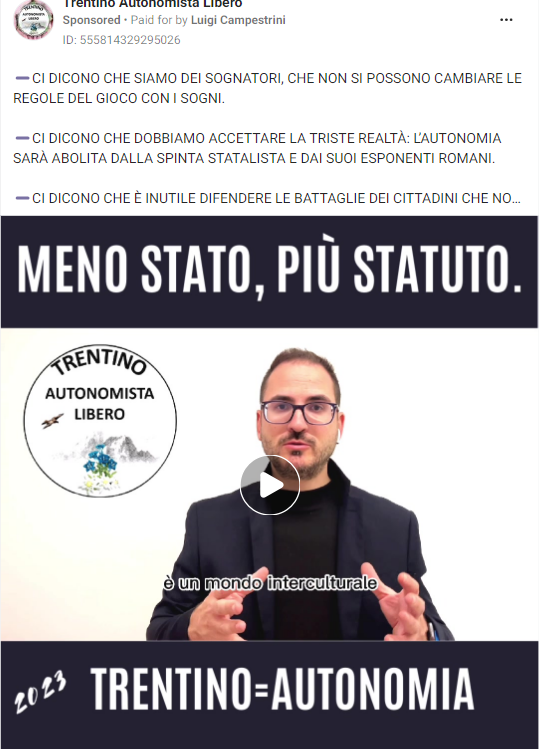 Trentino Autonomista Libero
Sponsored • Paid for by Luigi Campestrini
ID: 555814329295026
➖CI DICONO CHE SIAMO DEI SOGNATORI, CHE NON SI POSSONO CAMBIARE LE
REGOLE DEL GIOCO CON I SOGNI.
➖CI DICONO CHE DOBBIAMO ACCETTARE LA TRISTE REALTÀ: L'AUTONOMIA
SARÀ ABOLITA DALLA SPINTA STATALISTA E DAI SUOI ESPONENTI ROMANI.
➖CI DICONO CHE È INUTILE DIFENDERE LE BATTAGLIE DEI CITTADINI CHE NO...
MENO STATO, PIÙ STATUTO.
TRENTINO
AUTONOMISTA
LIBERO
è un mondo interculturale
2023
TRENTINO=AUTONOMIA